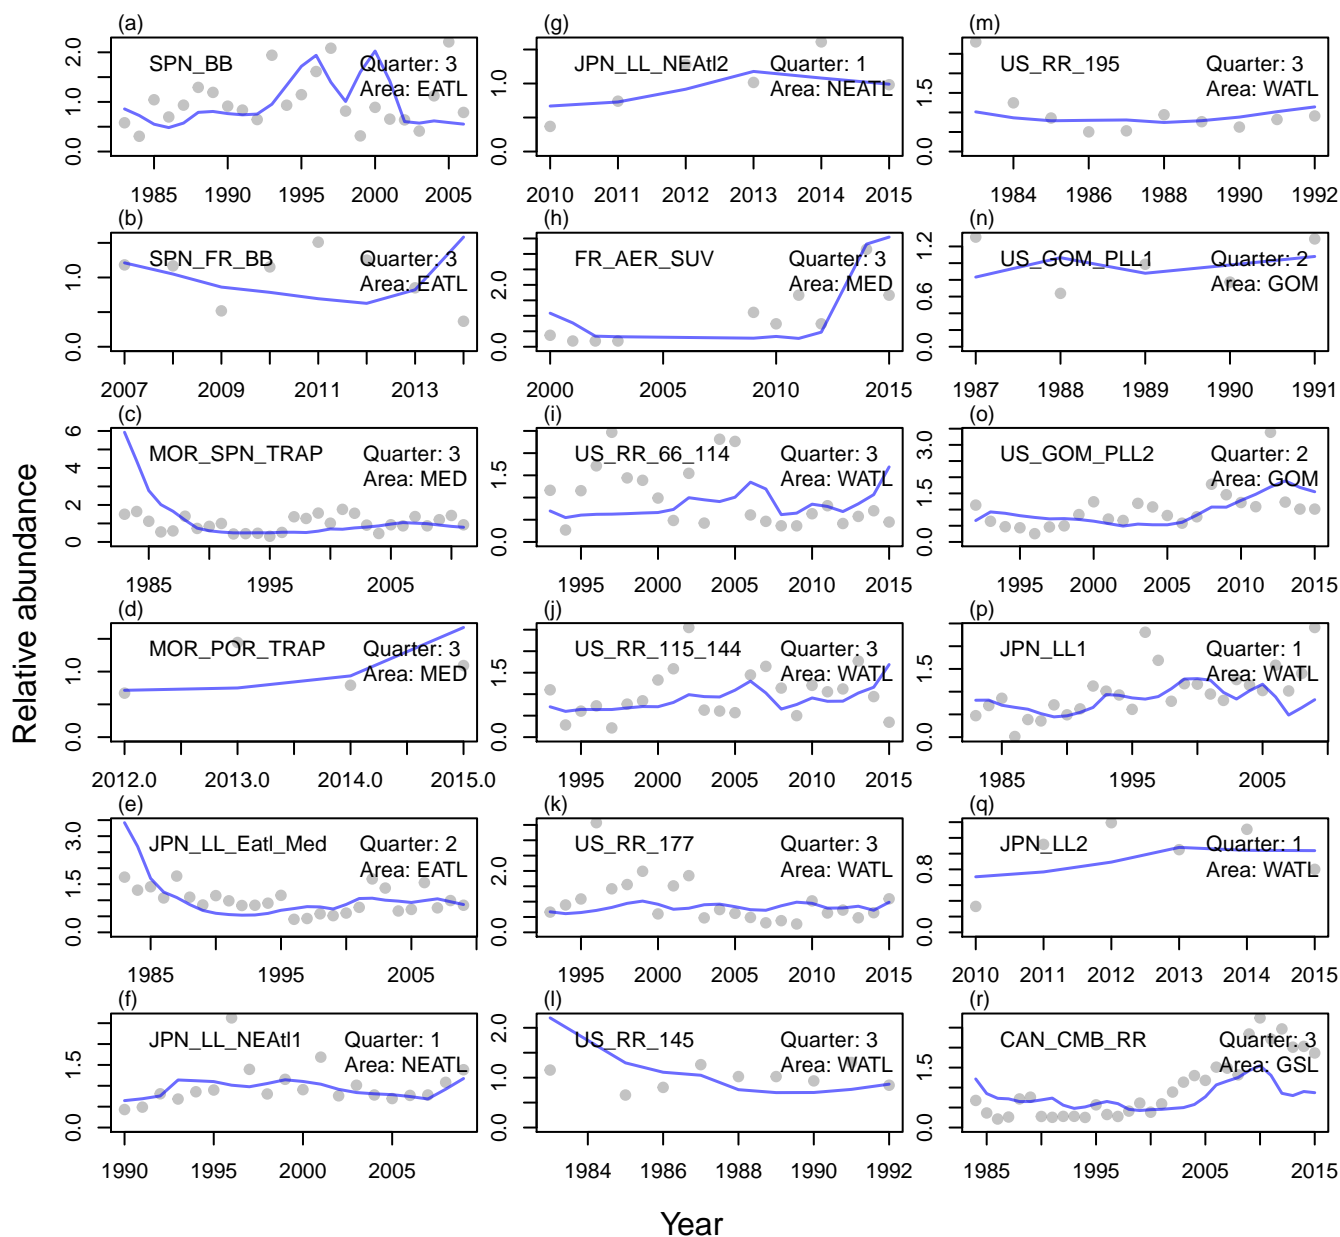 Relative abundance
(a)
SPN_BB
Quarter: 3
Area: EATL
0.0 1.0 2.0
1985 1990 1995 2000 2005
(b)
SPN_FR_BB
Quarter: 3
Area: EATL
0.0 1.0
2007 2009 2011 2013
(c)
MOR_SPN_TRAP
Quarter: 3
Area: MED
0 2 4 6
1985 1995 2005
(d)
MOR_POR_TRAP
Quarter: 3
Area: MED
0.0 1.0
2012.0 2013.0 2014.0 2015.0
(e)
JPN_LL_Eatl_Med
Quarter: 2
Area: EATL
0.0 1.5 3.0
1985 1995 2005
(f)
JPN_LL_NEAtl1
Quarter: 1
Area: NEATL
0.0 1.5
1990 1995 2000 2005
(g)
JPN_LL_NEAtl2
Quarter: 1
Area: NEATL
0.0 1.0
2010 2011 2012 2013 2014 2015
(h)
FR_AER_SUV
Quarter: 3
Area: MED
0.0 2.0
2000 2005 2010 2015
(i)
US_RR_66_114
Quarter: 3
Area: WATL
0.0 1.5
1995 2000 2005 2010 2015
(j)
US_RR_115_144
Quarter: 3
Area: WATL
0.0 1.5
1995 2000 2005 2010 2015
(k)
US_RR_177
Quarter: 3
Area: WATL
0.0 2.0
1995 2000 2005 2010 2015
(l)
US_RR_145
Quarter: 3
Area: WATL
0.0 1.0 2.0
1984 1986 1988 1990 1992
(m)
US_RR_195
Quarter: 3
Area: WATL
0.0 1.5
1984 1986 1988 1990 1992
(n)
US_GOM_PLL1
Quarter: 2
Area: GOM
0.0 0.6 1.2
1987 1988 1989 1990 1991
(o)
US_GOM_PLL2
Quarter: 2
Area: GOM
0.0 1.5 3.0
1995 2000 2005 2010 2015
(p)
JPN_LL1
Quarter: 1
Area: WATL
0.0 1.5
1985 1995 2005
(q)
JPN_LL2
Quarter: 1
Area: WATL
0.0 0.8
2010 2011 2012 2013 2014 2015
(r)
CAN_CMB_RR
Quarter: 3
Area: GSL
0.0 1.5
1985 1995 2005 2015
Year